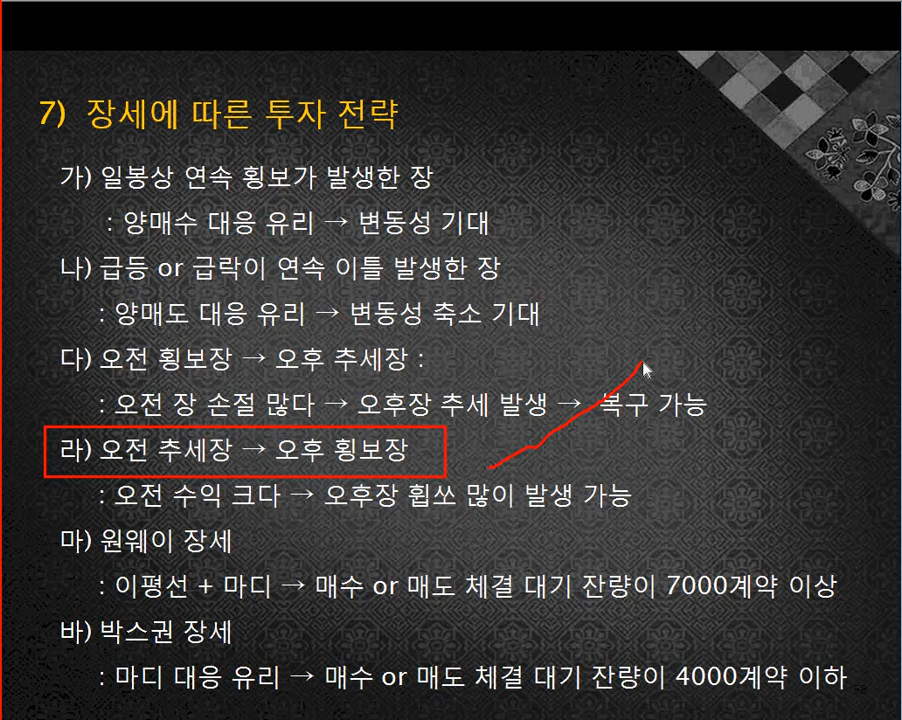 7) 장세에 따른 투자 전략
가) 일봉상 연속 횡보가 발생한 장
: 양매수 대응 유리 → 변동성 기대
나) 급등 or 급락이 연속 이틀 발생한 장
: 양매도 대응 유리 → 변동성 축소 기대
다) 오전 횡보장 → 오후 추세장 :
: 오전 장 손절 많다 → 오후장 추세 발생 → 복구 가능
라) 오전 추세장 → 오후 횡보장
: 오전 수익 크다 → 오후장 휩쏘 많이 발생 가능
마) 원웨이 장세
: 이평선 + 마디 → 매수 or 매도 체결 대기 잔량이 7000계약 이상
바) 박스권 장세
: 마디 대응 유리 → 매수 or 매도 체결 대기 잔량이 4000계약 이하